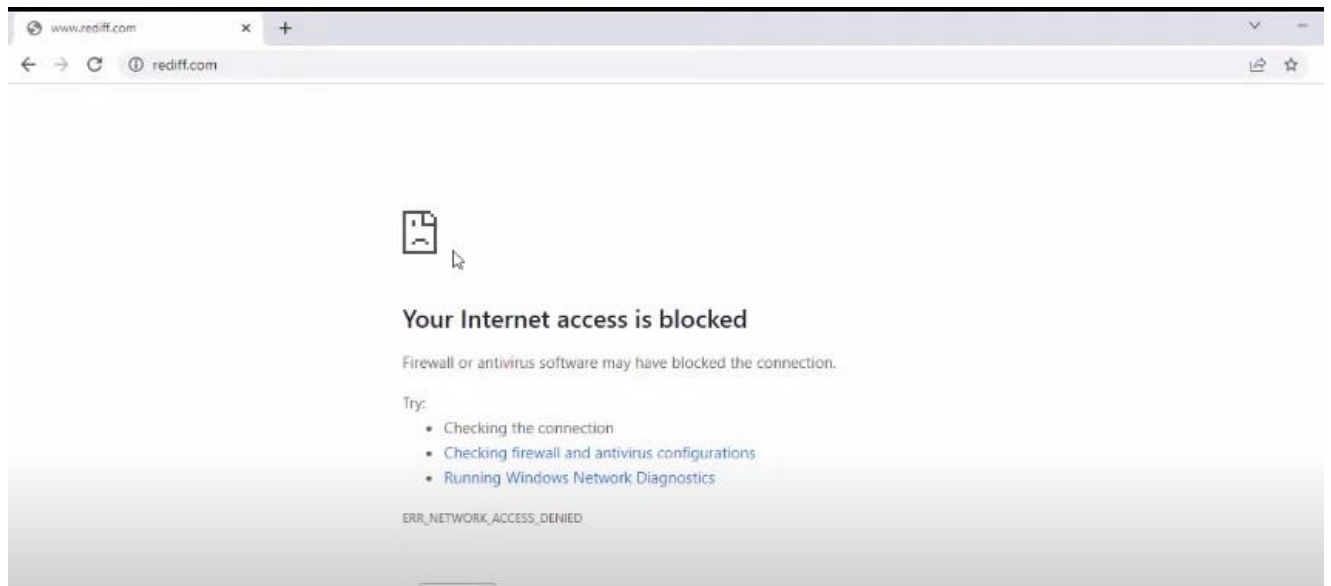 www.rediff.com
rediff.com
Your Internet access is blocked
Firewall or antivirus software may have blocked the connection.
Try:
Checking the connection
Checking firewall and antivirus configurations
Running Windows Network Diagnostics
ERR_NETWORK_ACCESS_DENIED